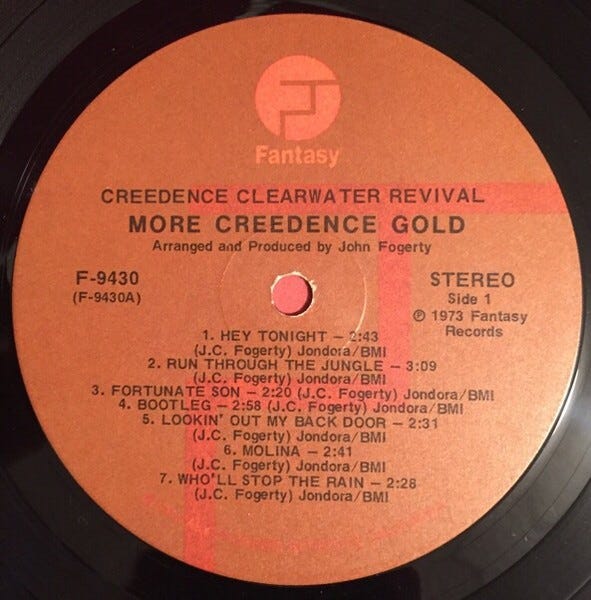 Fantasy
CREEDENCE CLEARWATER REVIVAL
MORE CREEDENCE GOLD
Arranged and Produced by John Fogerty
F-9430
(F-9430A)
STEREO
Side 1
℗ 1973 Fantasy
Records
1. HEY TONIGHT – 2:43
(J.C. Fogerty) Jondora/BMI
2. RUN THROUGH THE JUNGLE – 3:09
(J.C. Fogerty) Jondora/BMI
3. FORTUNATE SON – 2:20 (J.C. Fogerty) Jondora/BMI
4. BOOTLEG – 2:58 (J.C. Fogerty) Jondora/BMI
5. LOOKIN' OUT MY BACK DOOR – 2:31
(J.C. Fogerty) Jondora/BMI
6. MOLINA – 2:41
(J.C. Fogerty) Jondora/BMI
7. WHO'LL STOP THE RAIN – 2:28
(J.C. Fogerty) Jondora/BMI